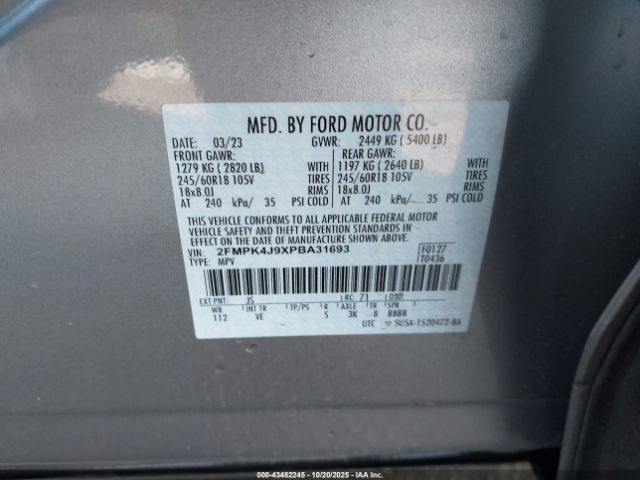 MFD. BY FORD MOTOR CO.
DATE: 03/23 GVWR: 2449 KG ( 5400 LB)
FRONT GAWR: REAR GAWR:
1279 KG ( 2820 LB) WITH 1197 KG ( 2640 LB) WITH
245/60R18 105V TIRES 245/60R18 105V TIRES
18x8.0J RIMS 18x8.0J RIMS
AT 240 kPa/ 35 PSI COLD AT 240 kPa/ 35 PSI COLD
THIS VEHICLE CONFORMS TO ALL APPLICABLE FEDERAL MOTOR
VEHICLE SAFETY AND THEFT PREVENTION STANDARDS IN
EFFECT ON THE DATE OF MANUFACTURE SHOWN ABOVE.
VIN: 2FMPK4J9XPBA31693 F0127
TYPE: MPV T0436
EXT PNT: JS RC: 71 DSO:
WB INT TR TP/PS R AXLE TR SPR
112 VE S 3K 8 BBBB
UTC 5U5A-1520472-BA
© 43482245 - 10/20/2025 - IAA, Inc.